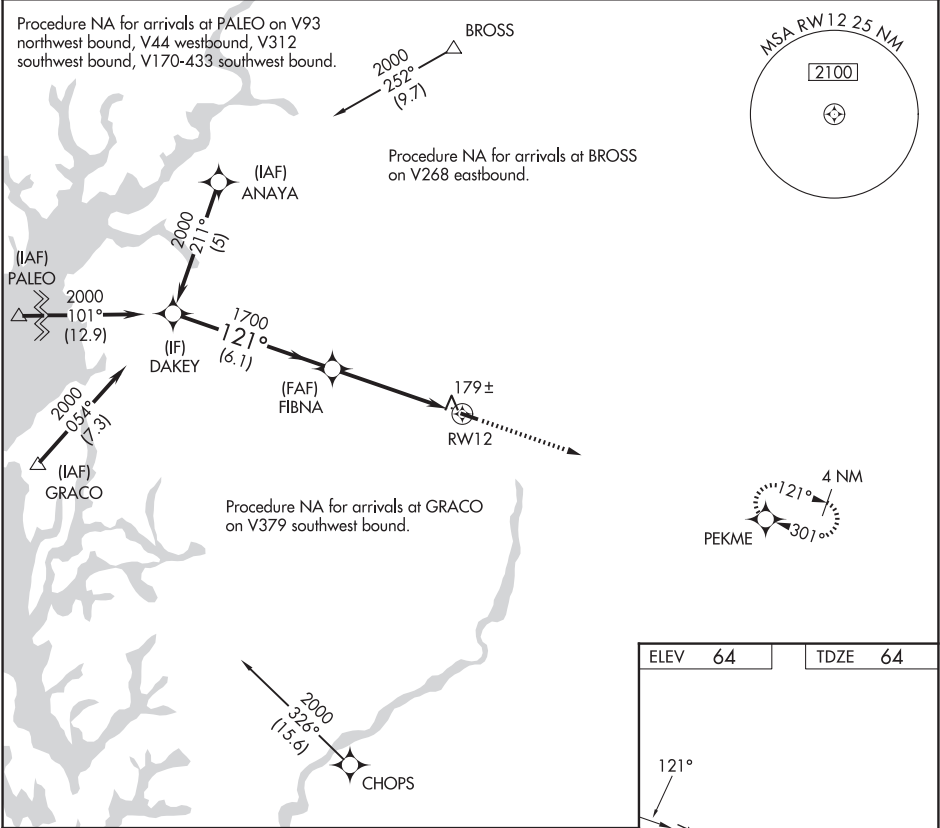 Procedure NA for arrivals at PALEO on V93
northwest bound, V44 westbound, V312
southwest bound, V170-433 southwest bound.
BROSS
2000
252°
(9.7)
MSA RW12 25 NM
2100
Procedure NA for arrivals at BROSS
on V268 eastbound.
(IAF)
ANAYA
2000
211°
(5)
(IAF)
PALEO
2000
101°
(12.9)
(IF)
DAKEY
1700
121°
(6.1)
(FAF)
FIBNA
179±
RW12
2000
054°
(7.3)
(IAF)
GRACO
Procedure NA for arrivals at GRACO
on V379 southwest bound.
4 NM
121°
301°
PEKME
2000
326°
(15.6)
CHOPS
ELEV 64
TDZE 64
121°